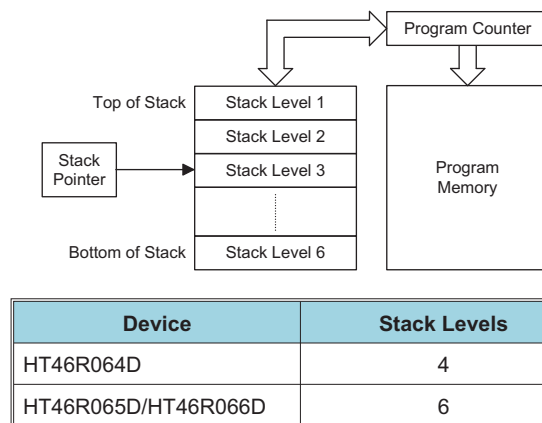 Program Counter
Top of Stack
Stack Level 1
Stack Level 2
Stack Pointer
Stack Level 3
Program Memory
Bottom of Stack
Stack Level 6
Device Stack Levels
HT46R064D 4
HT46R065D/HT46R066D 6